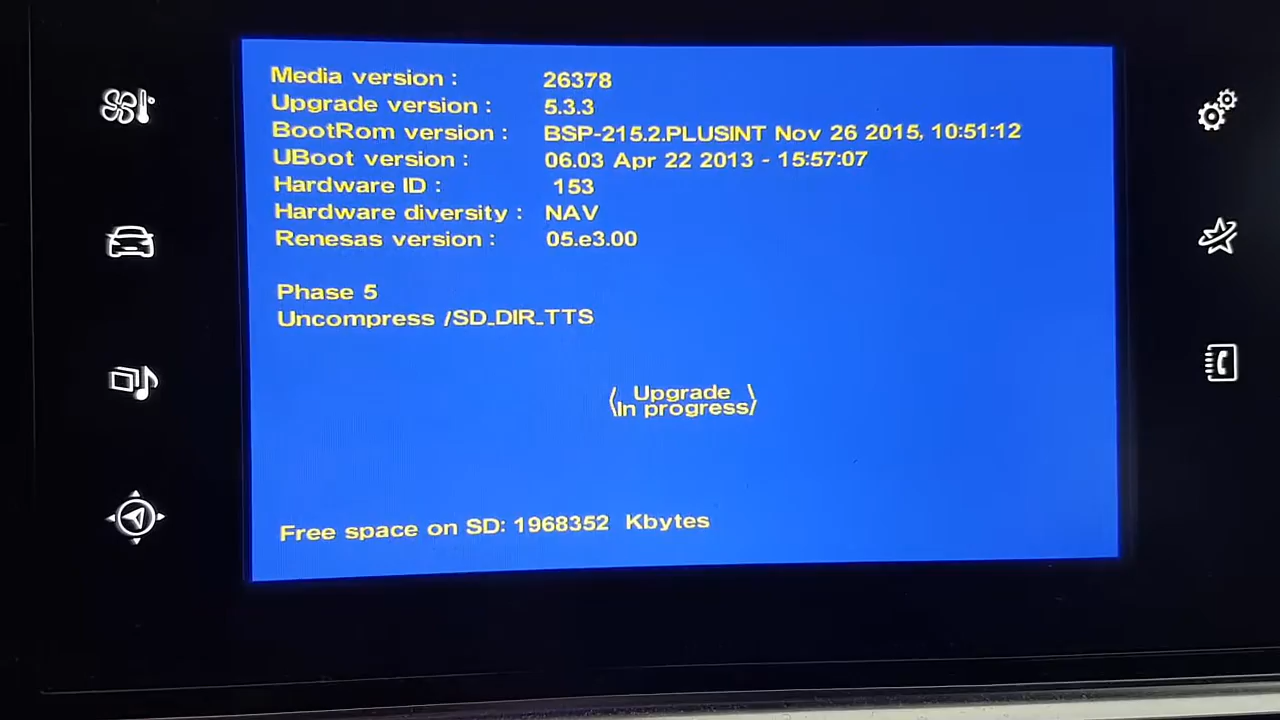 Media version : 26378
Upgrade version : 5.3.3
BootRom version : BSP-215.2.PLUSINT Nov 26 2015, 10:51:12
UBoot version : 06.03 Apr 22 2013 - 15:57:07
Hardware ID : 153
Hardware diversity : NAV
Renesas version : 05.e3.00
Phase 5
Uncompress /SD_DIR_TTS
/ Upgrade \
\In progress/
Free space on SD: 1968352 Kbytes